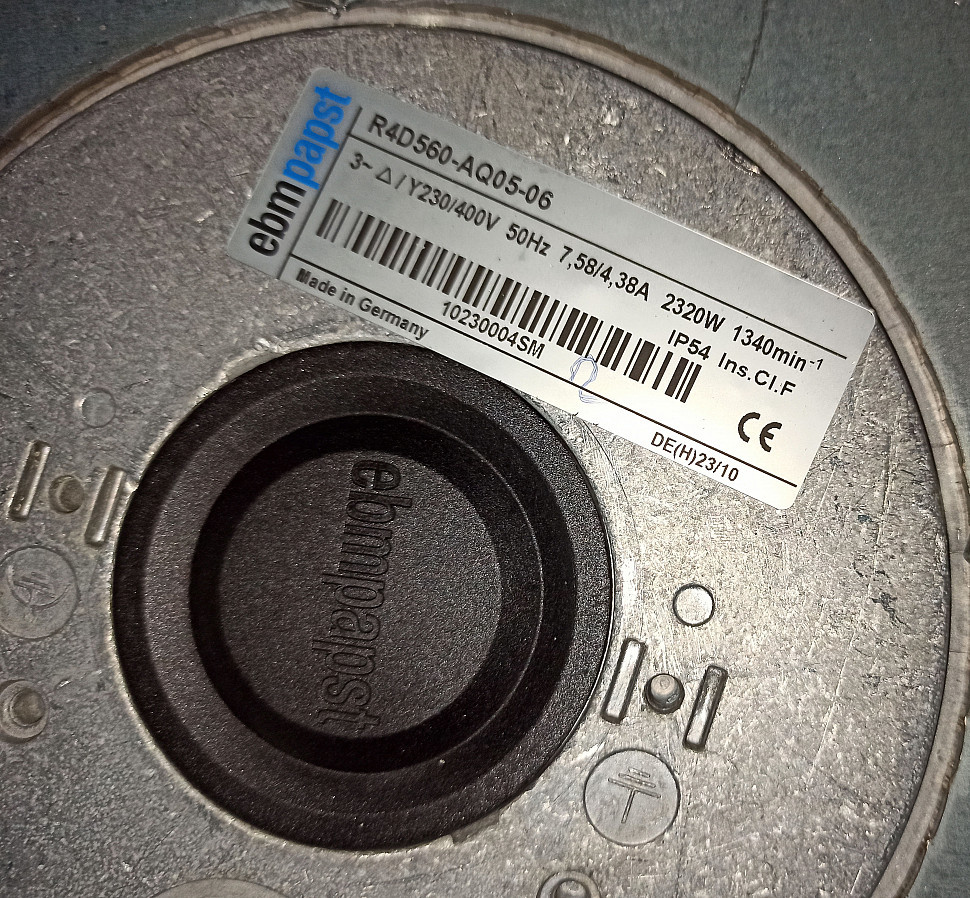 ebmpapst
R4D560-AQ05-06
3~ Δ/Y230/400V 50Hz 7,58/4,38A 2320W 1340min⁻¹
IP54 Ins.Cl.F
10230004SM
CE
Made in Germany
DE(H)23/10
ebmpapst